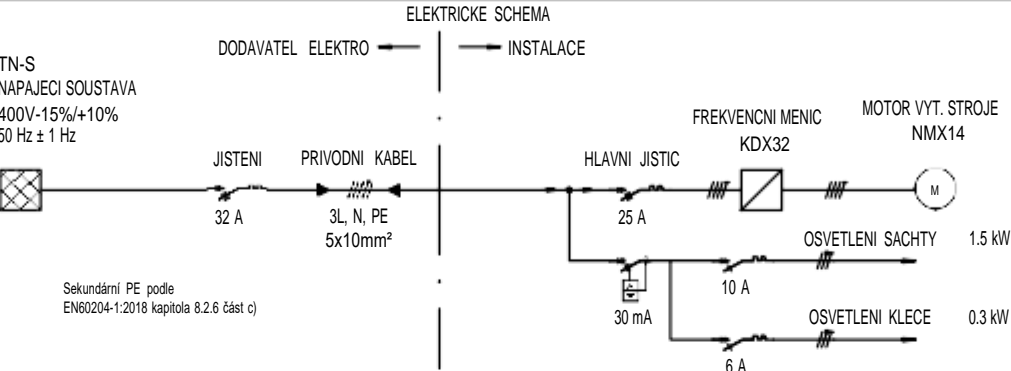 ELEKTRICKE SCHEMA
DODAVATEL ELEKTRO
INSTALACE
TN-S
NAPAJECI SOUSTAVA
400V-15%/+10%
50 Hz ± 1 Hz
JISTENI
32 A
PRIVODNI KABEL
3L, N, PE
5x10mm²
HLAVNI JISTIC
25 A
FREKVENCNI MENIC
KDX32
MOTOR VYT. STROJE
NMX14
M
OSVETLENI SACHTY 1.5 kW
10 A
30 mA
OSVETLENI KLECE 0.3 kW
6 A
Sekundární PE podle
EN60204-1:2018 kapitola 8.2.6 část c)